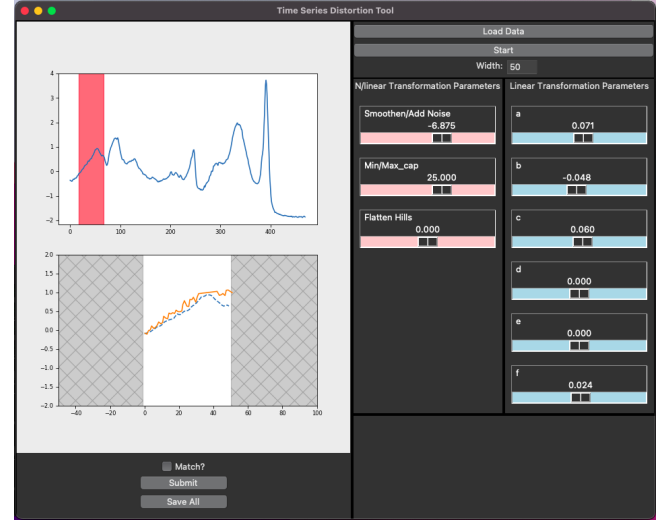 Time Series Distortion Tool
Load Data
Start
Width: 50
N/linear Transformation Parameters
Smoothen/Add Noise
-6.875
Min/Max_cap
25.000
Flatten Hills
0.000
Linear Transformation Parameters
a
0.071
b
-0.048
c
0.060
d
0.000
e
0.000
f
0.024
4
3
2
1
0
−1
−2
0 100 200 300 400
2.0
1.5
1.0
0.5
0.0
−0.5
−1.0
−1.5
−2.0
−40 −20 0 20 40 60 80 100
Match?
Submit
Save All